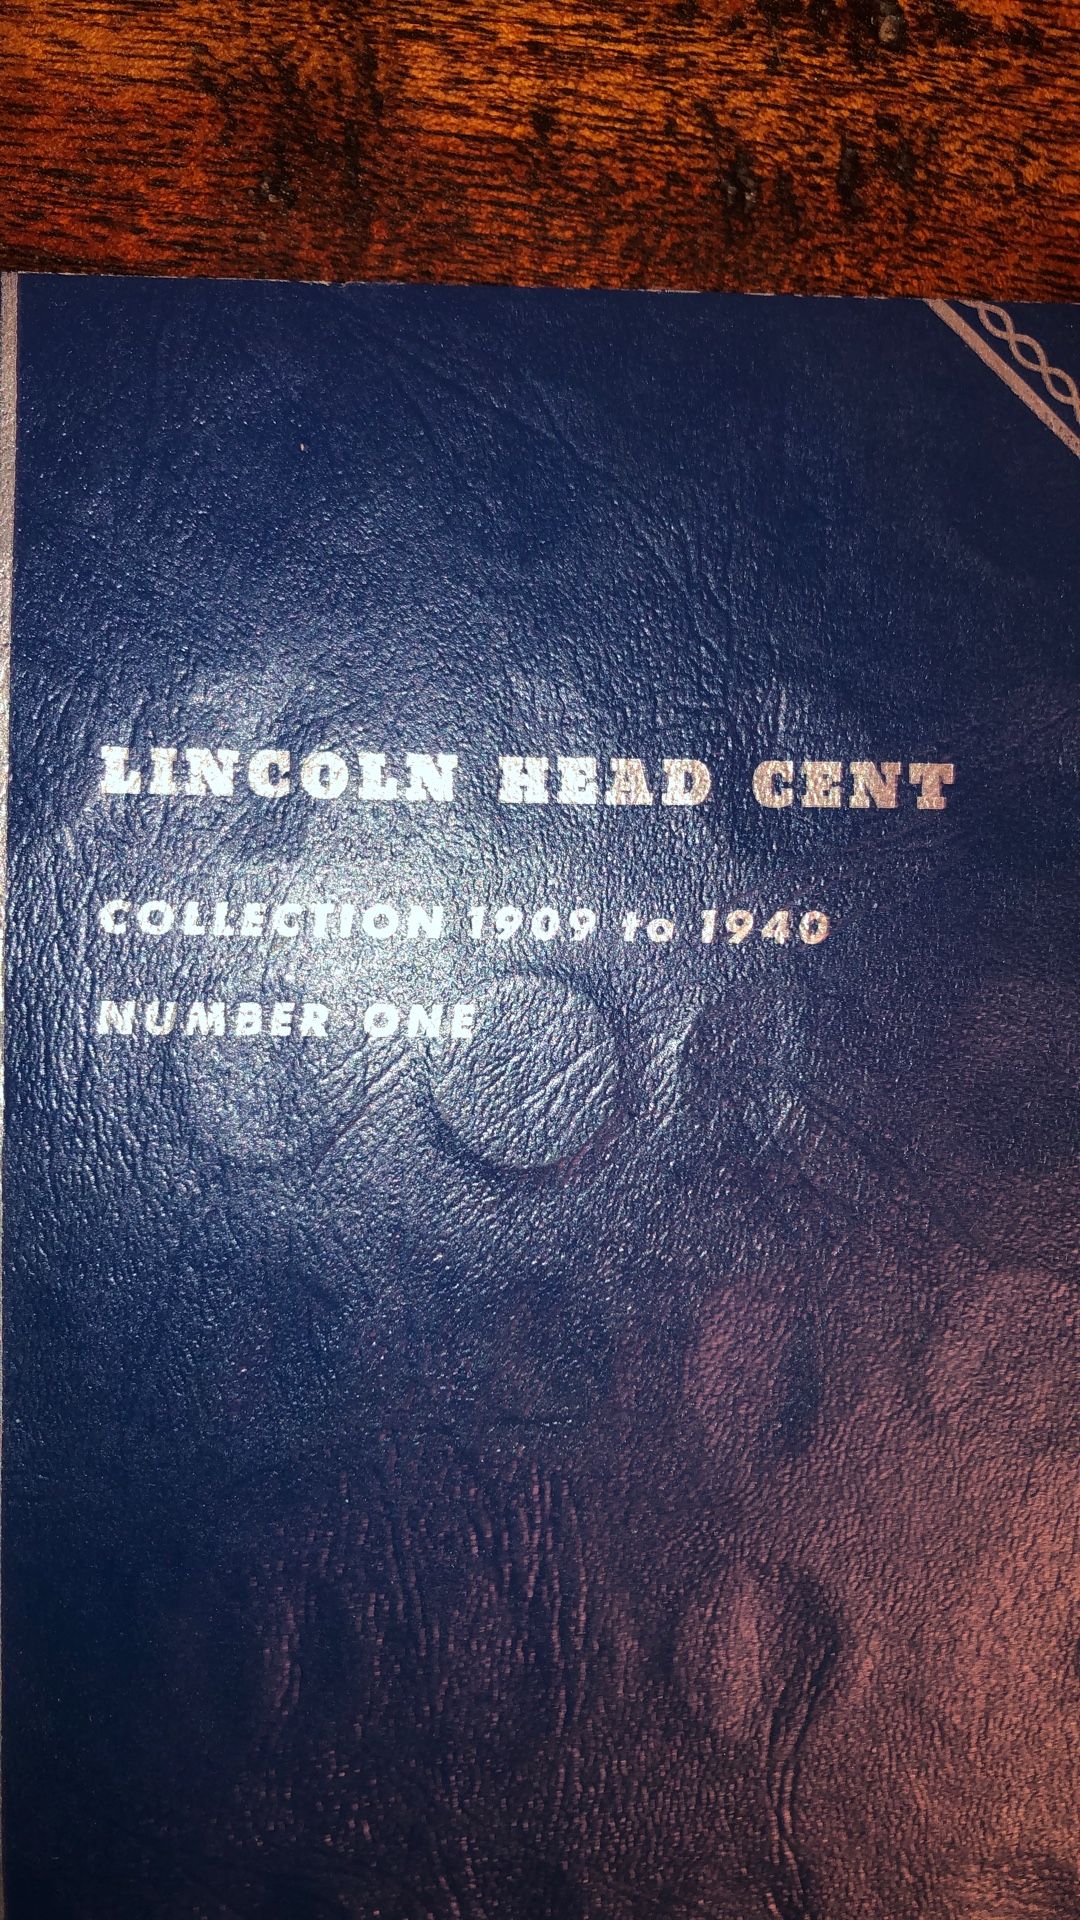 LINCOLN HEAD CENT
COLLECTION 1909 to 1940
NUMBER ONE